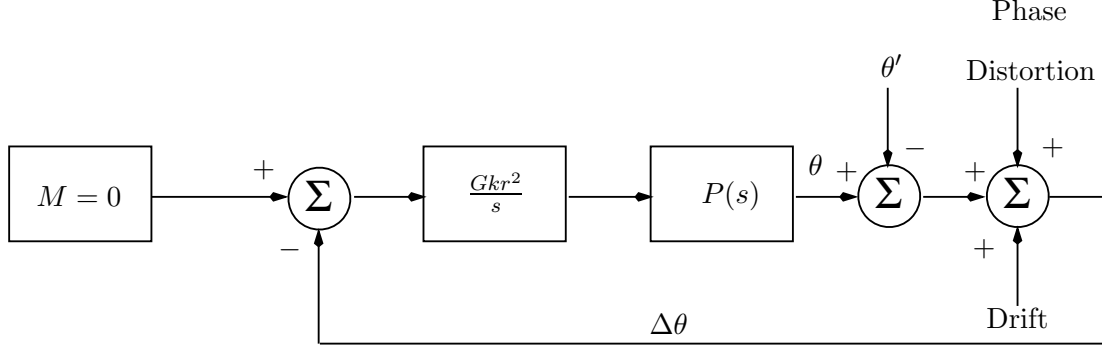 Phase
θ′ Distortion
+ θ + − + +
M = 0 Σ Gkr²/s P(s) Σ Σ
− +
Δθ Drift